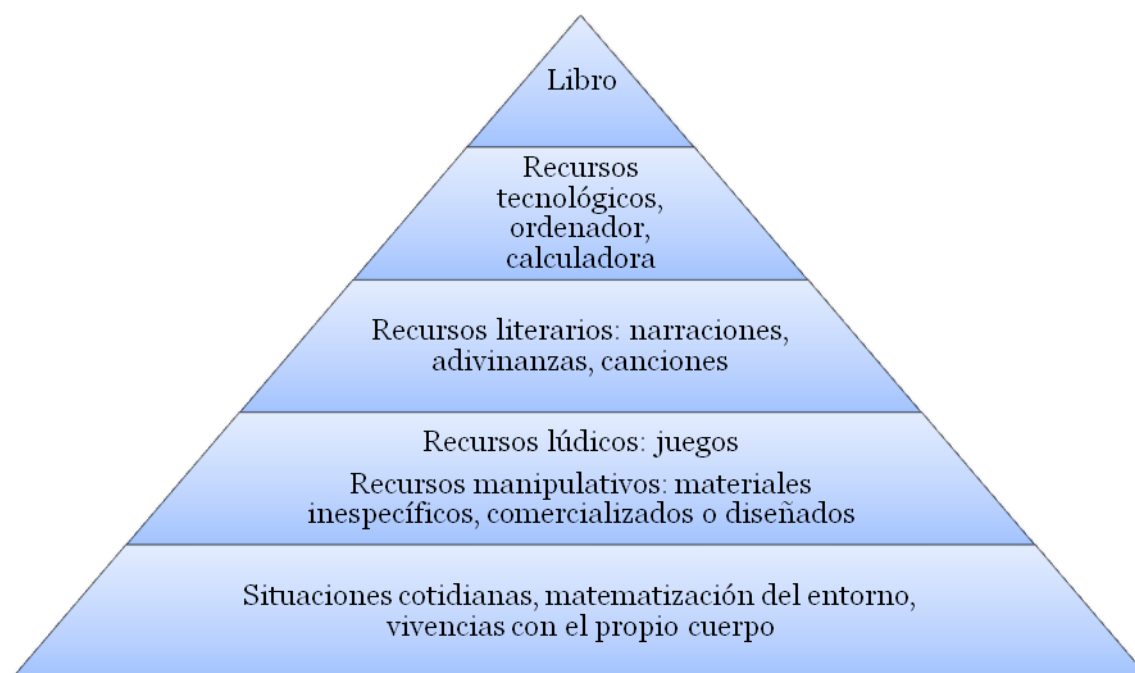 Libro
Recursos
tecnológicos,
ordenador,
calculadora
Recursos literarios: narraciones,
adivinanzas, canciones
Recursos lúdicos: juegos
Recursos manipulativos: materiales
inespecíficos, comercializados o diseñados
Situaciones cotidianas, matematización del entorno,
vivencias con el propio cuerpo